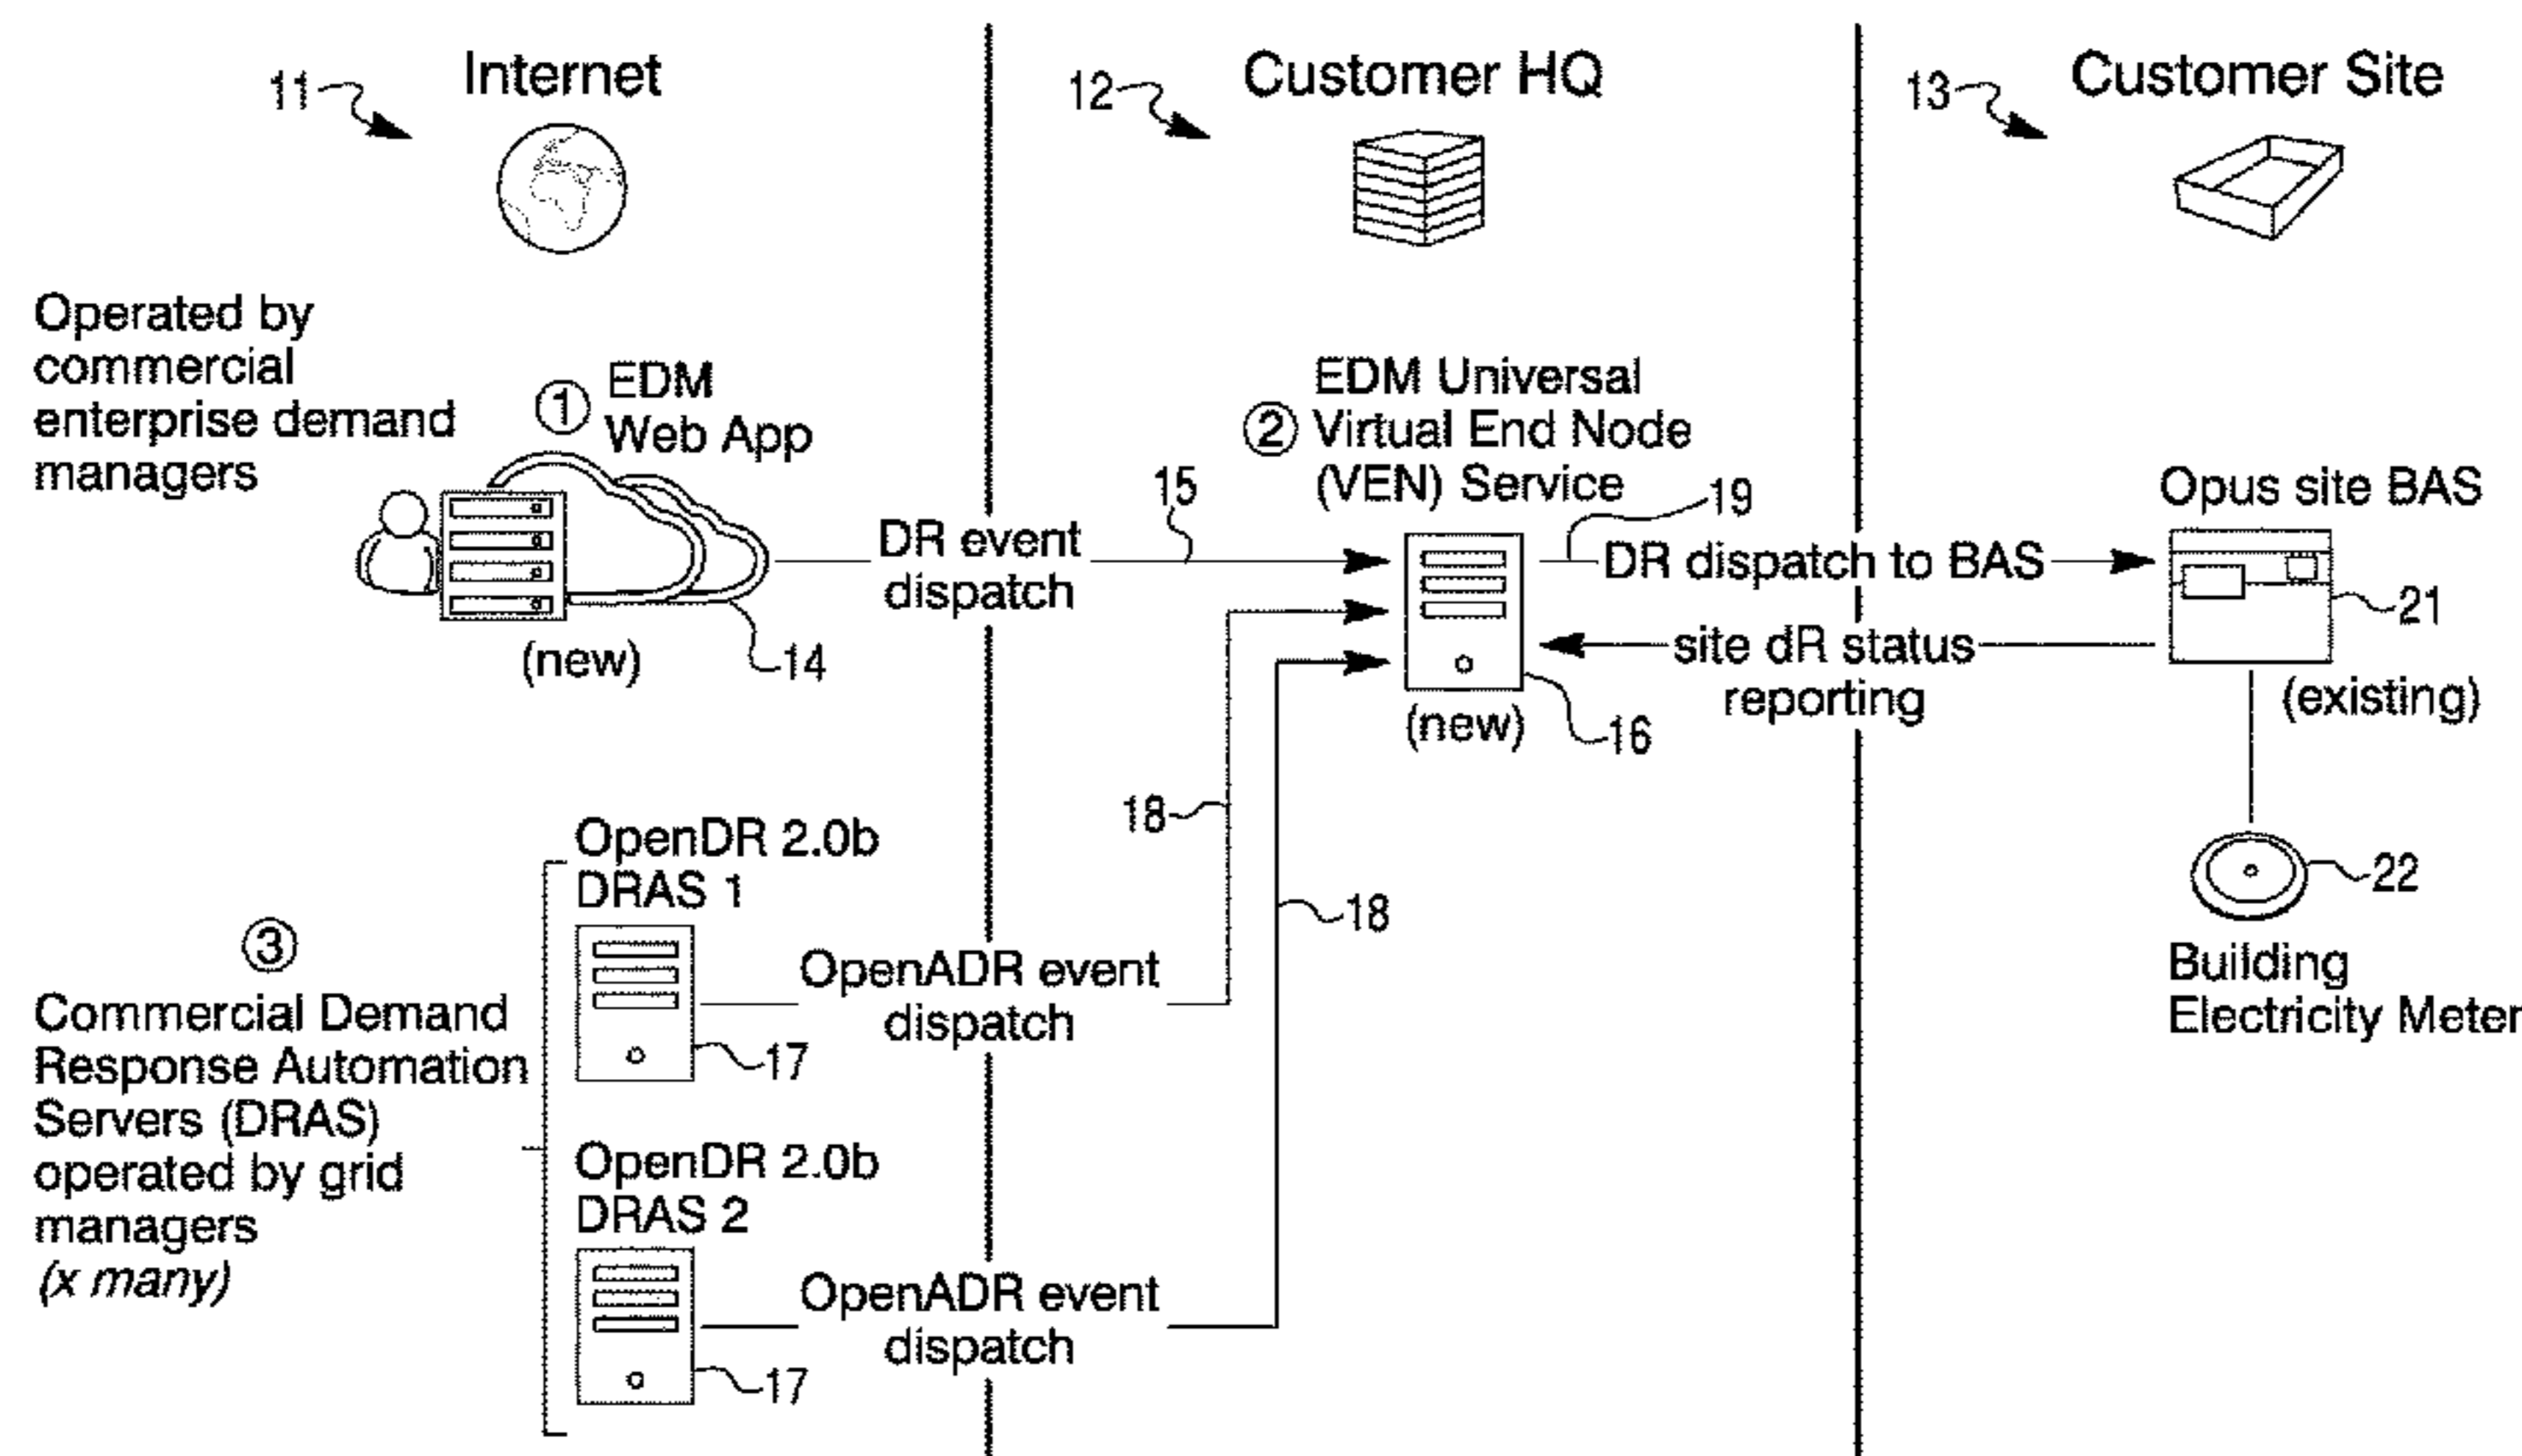 11
Internet
12
Customer HQ
13
Customer Site
Operated by
commercial
enterprise demand
managers
① EDM
Web App
(new)
14
DR event
dispatch
15
EDM Universal
② Virtual End Node
(VEN) Service
(new)
16
19
DR dispatch to BAS
site dR status
reporting
Opus site BAS
21
(existing)
22
Building
Electricity Meter
③
Commercial Demand
Response Automation
Servers (DRAS)
operated by grid
managers
(x many)
OpenDR 2.0b
DRAS 1
17
OpenADR event
dispatch
18
OpenDR 2.0b
DRAS 2
17
OpenADR event
dispatch
18